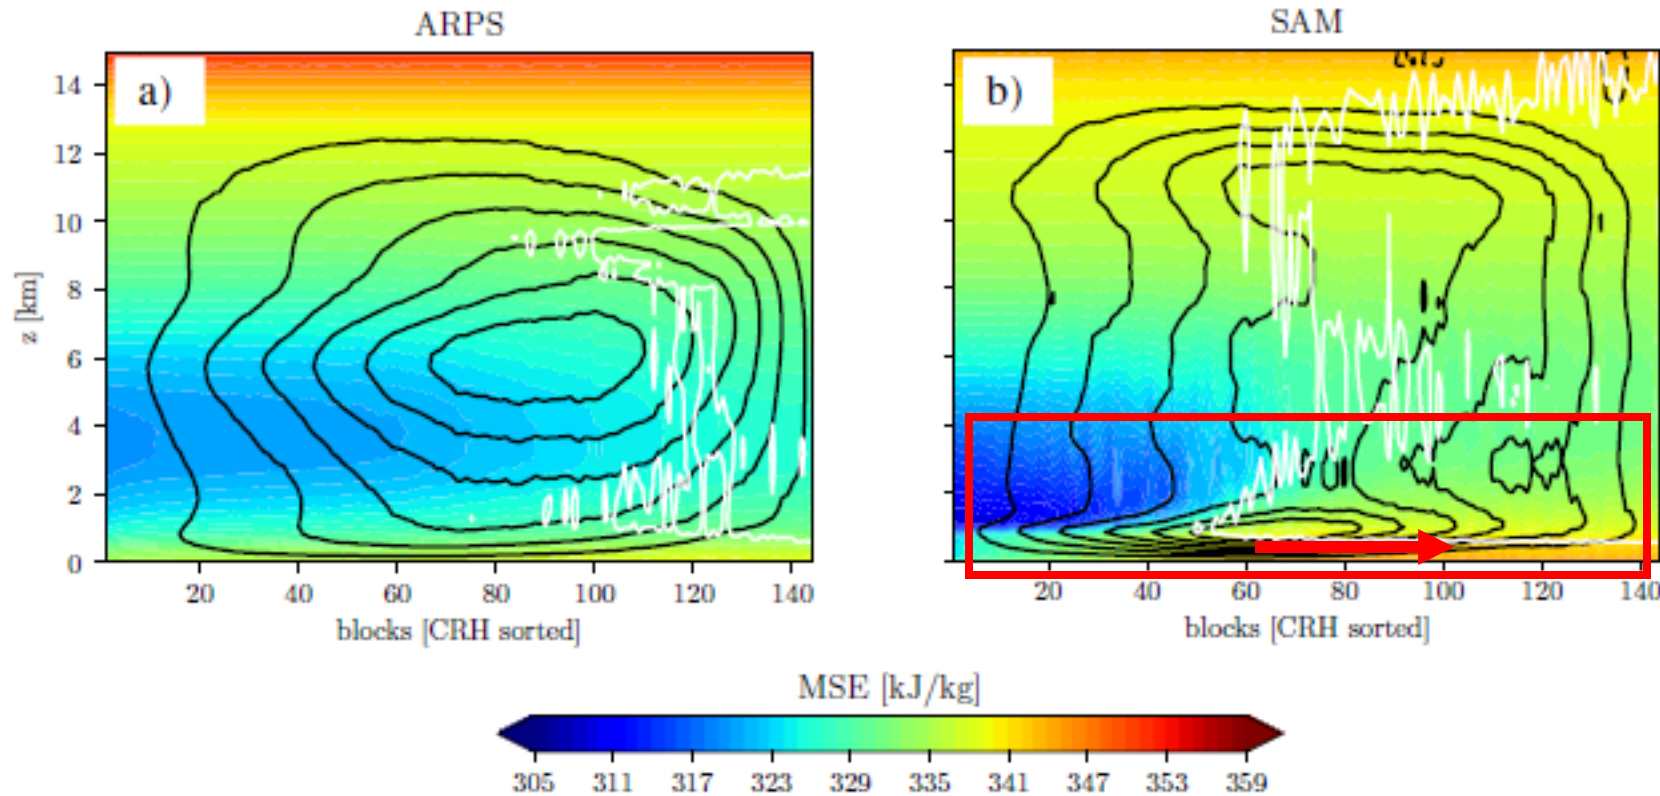 ARPS
SAM
a)
b)
z [km]
14
12
10
8
6
4
2
0
20 40 60 80 100 120 140
20 40 60 80 100 120 140
blocks [CRH sorted]
blocks [CRH sorted]
MSE [kJ/kg]
305 311 317 323 329 335 341 347 353 359